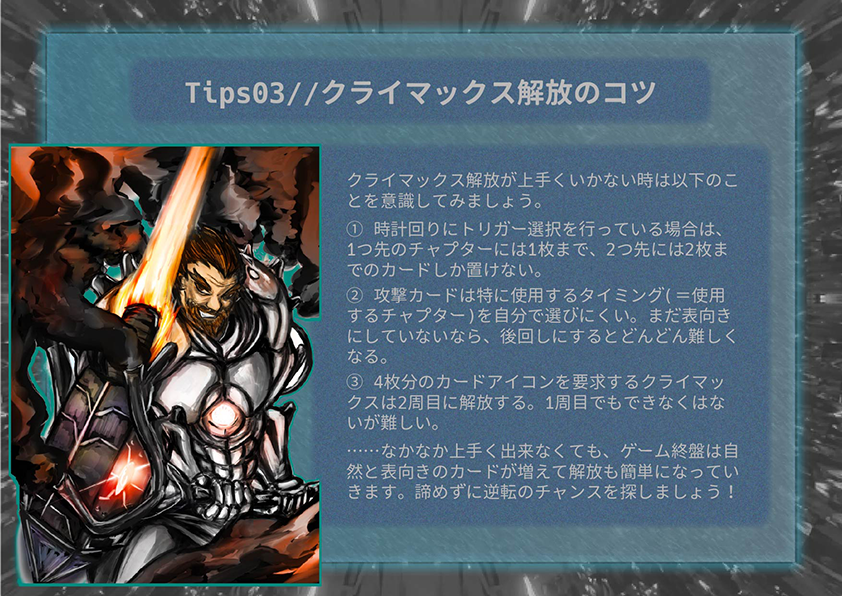 Tips03//クライマックス解放のコツ
クライマックス解放が上手くいかない時は以下のこ
とを意識してみましょう。
① 時計回りにトリガー選択を行っている場合は、
1つ先のチャプターには1枚まで、2つ先には2枚ま
でのカードしか置けない。
② 攻撃カードは特に使用するタイミング(＝使用
するチャプター)を自分で選びにくい。まだ表向き
にしていないなら、後回しにするとどんどん難しく
なる。
③ 4枚分のカードアイコンを要求するクライマッ
クスは2周目に解放する。1周目でもできなくはな
いが難しい。
……なかなか上手く出来なくても、ゲーム終盤は自
然と表向きのカードが増えて解放も簡単になってい
きます。諦めずに逆転のチャンスを探しましょう！